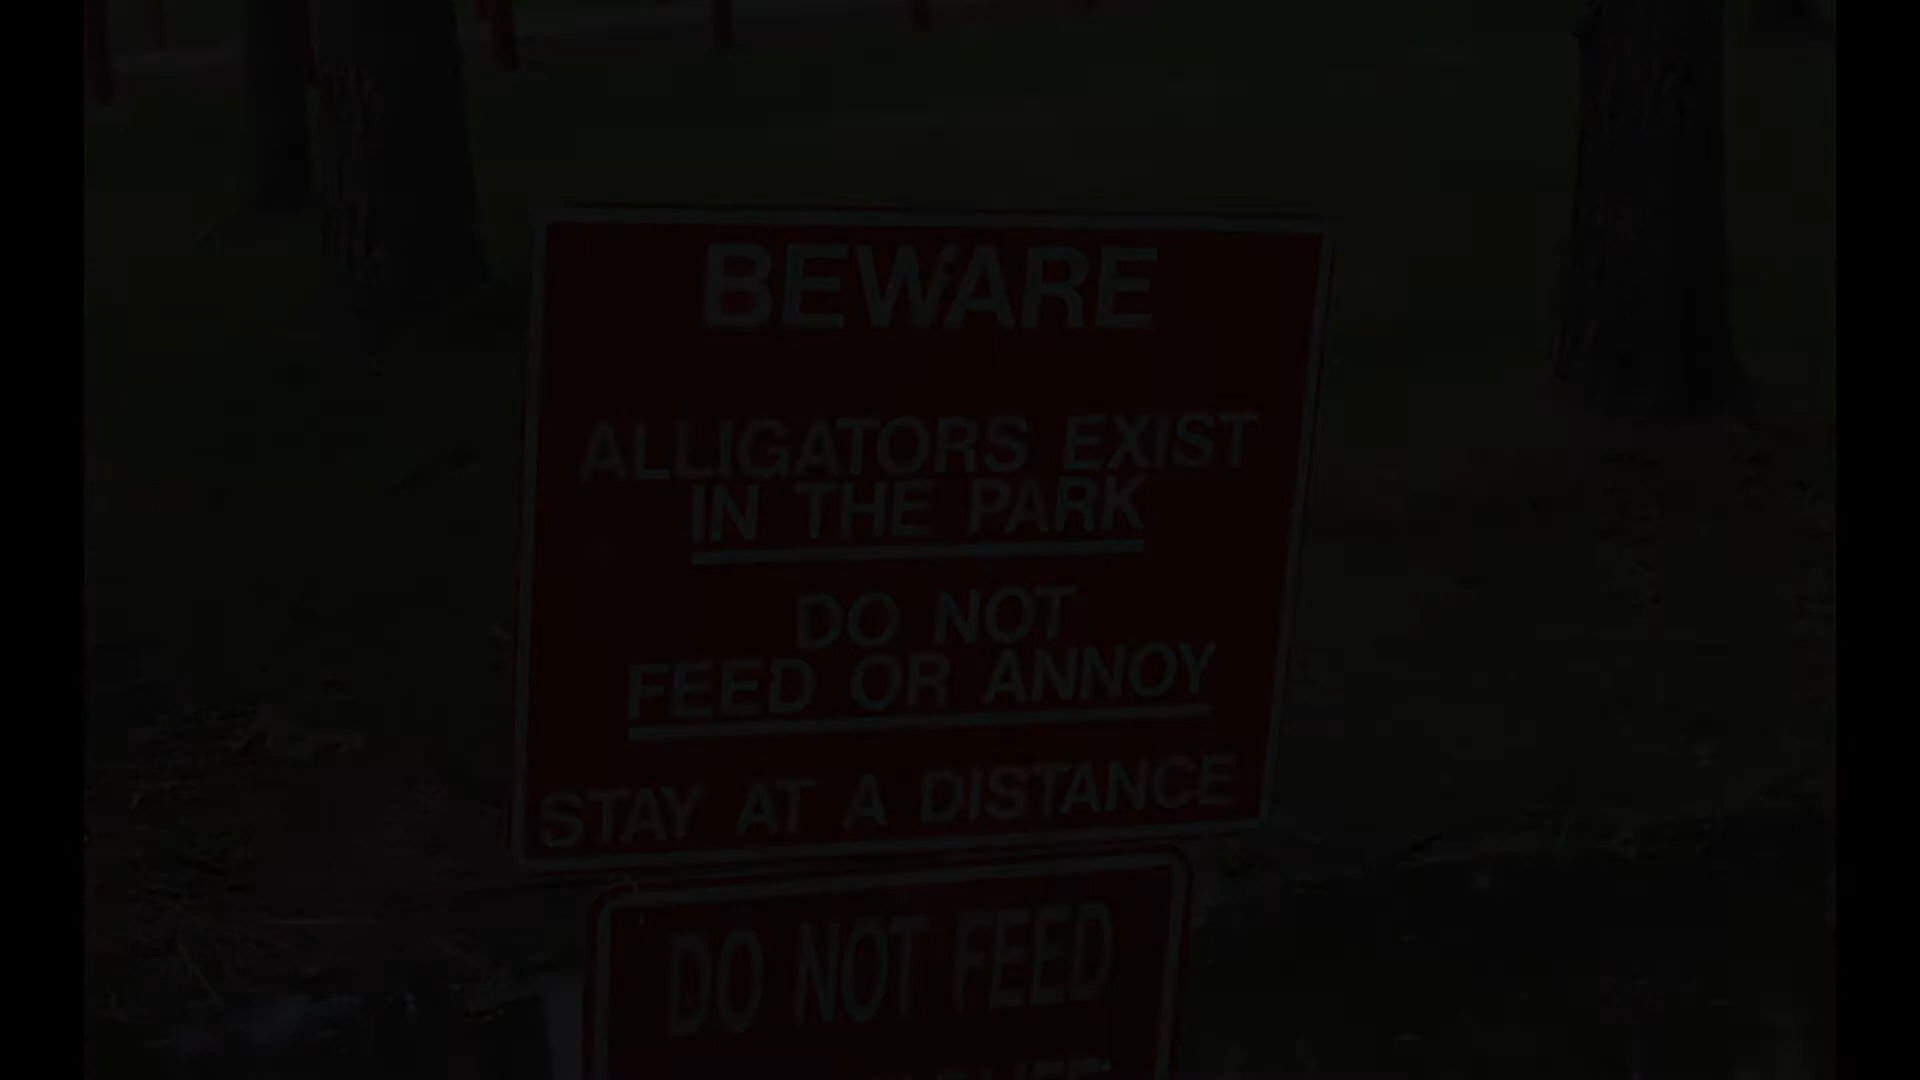 BEWARE
ALLIGATORS EXIST
IN THE PARK
DO NOT
FEED OR ANNOY
STAY AT A DISTANCE
DO NOT FEED